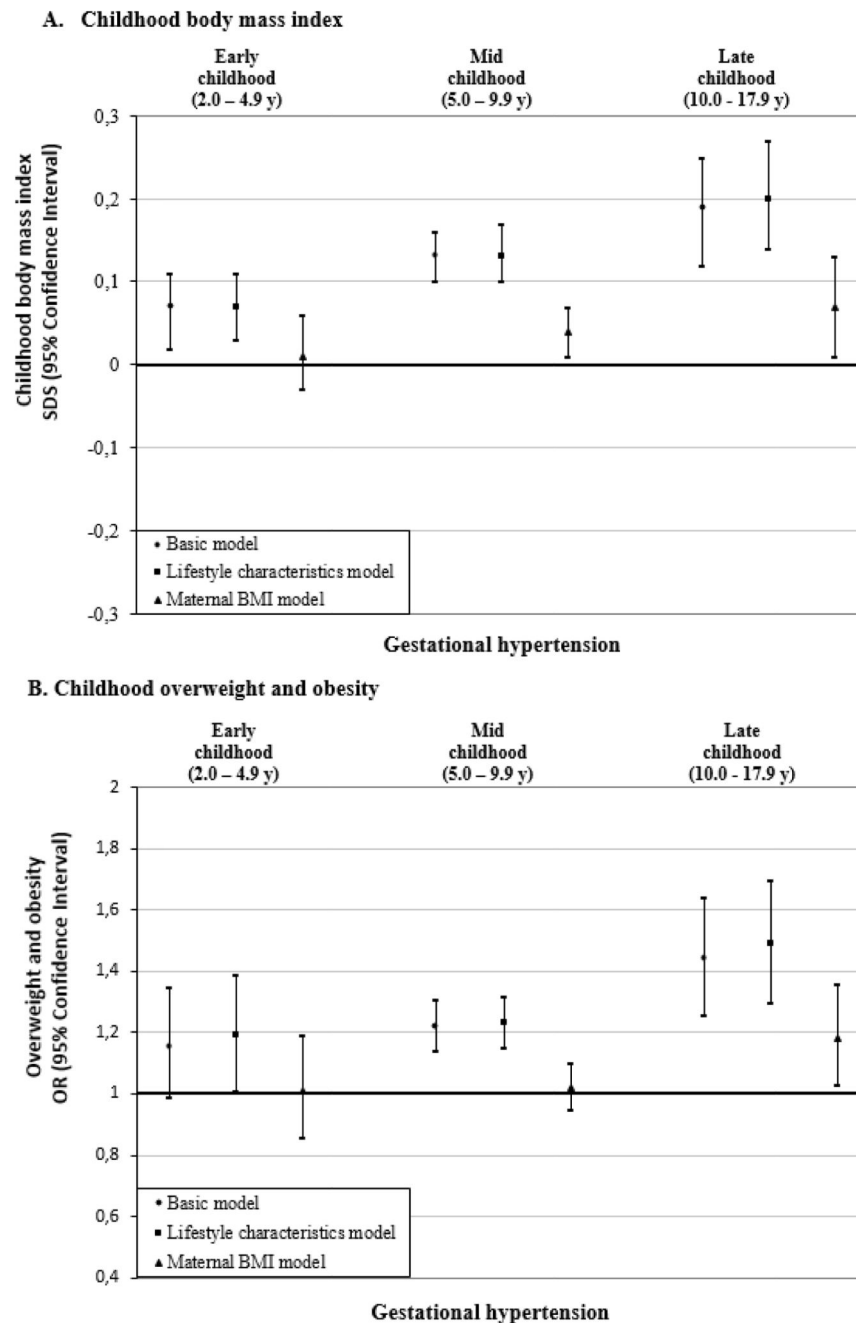 A. Childhood body mass index
Early
childhood
(2.0 – 4.9 y)
Mid
childhood
(5.0 – 9.9 y)
Late
childhood
(10.0 - 17.9 y)
Childhood body mass index
SDS (95% Confidence Interval)
0,3
0,2
0,1
0
-0,1
-0,2
-0,3
Basic model
Lifestyle characteristics model
Maternal BMI model
Gestational hypertension
B. Childhood overweight and obesity
Early
childhood
(2.0 – 4.9 y)
Mid
childhood
(5.0 – 9.9 y)
Late
childhood
(10.0 - 17.9 y)
Overweight and obesity
OR (95% Confidence Interval)
2
1,8
1,6
1,4
1,2
1
0,8
0,6
0,4
Basic model
Lifestyle characteristics model
Maternal BMI model
Gestational hypertension